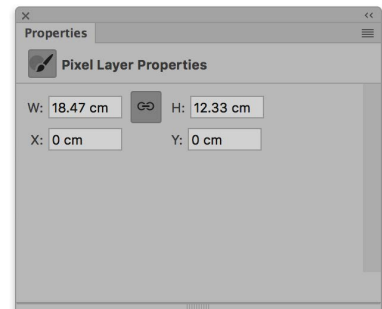 Properties
Pixel Layer Properties
W: 18.47 cm H: 12.33 cm
X: 0 cm Y: 0 cm